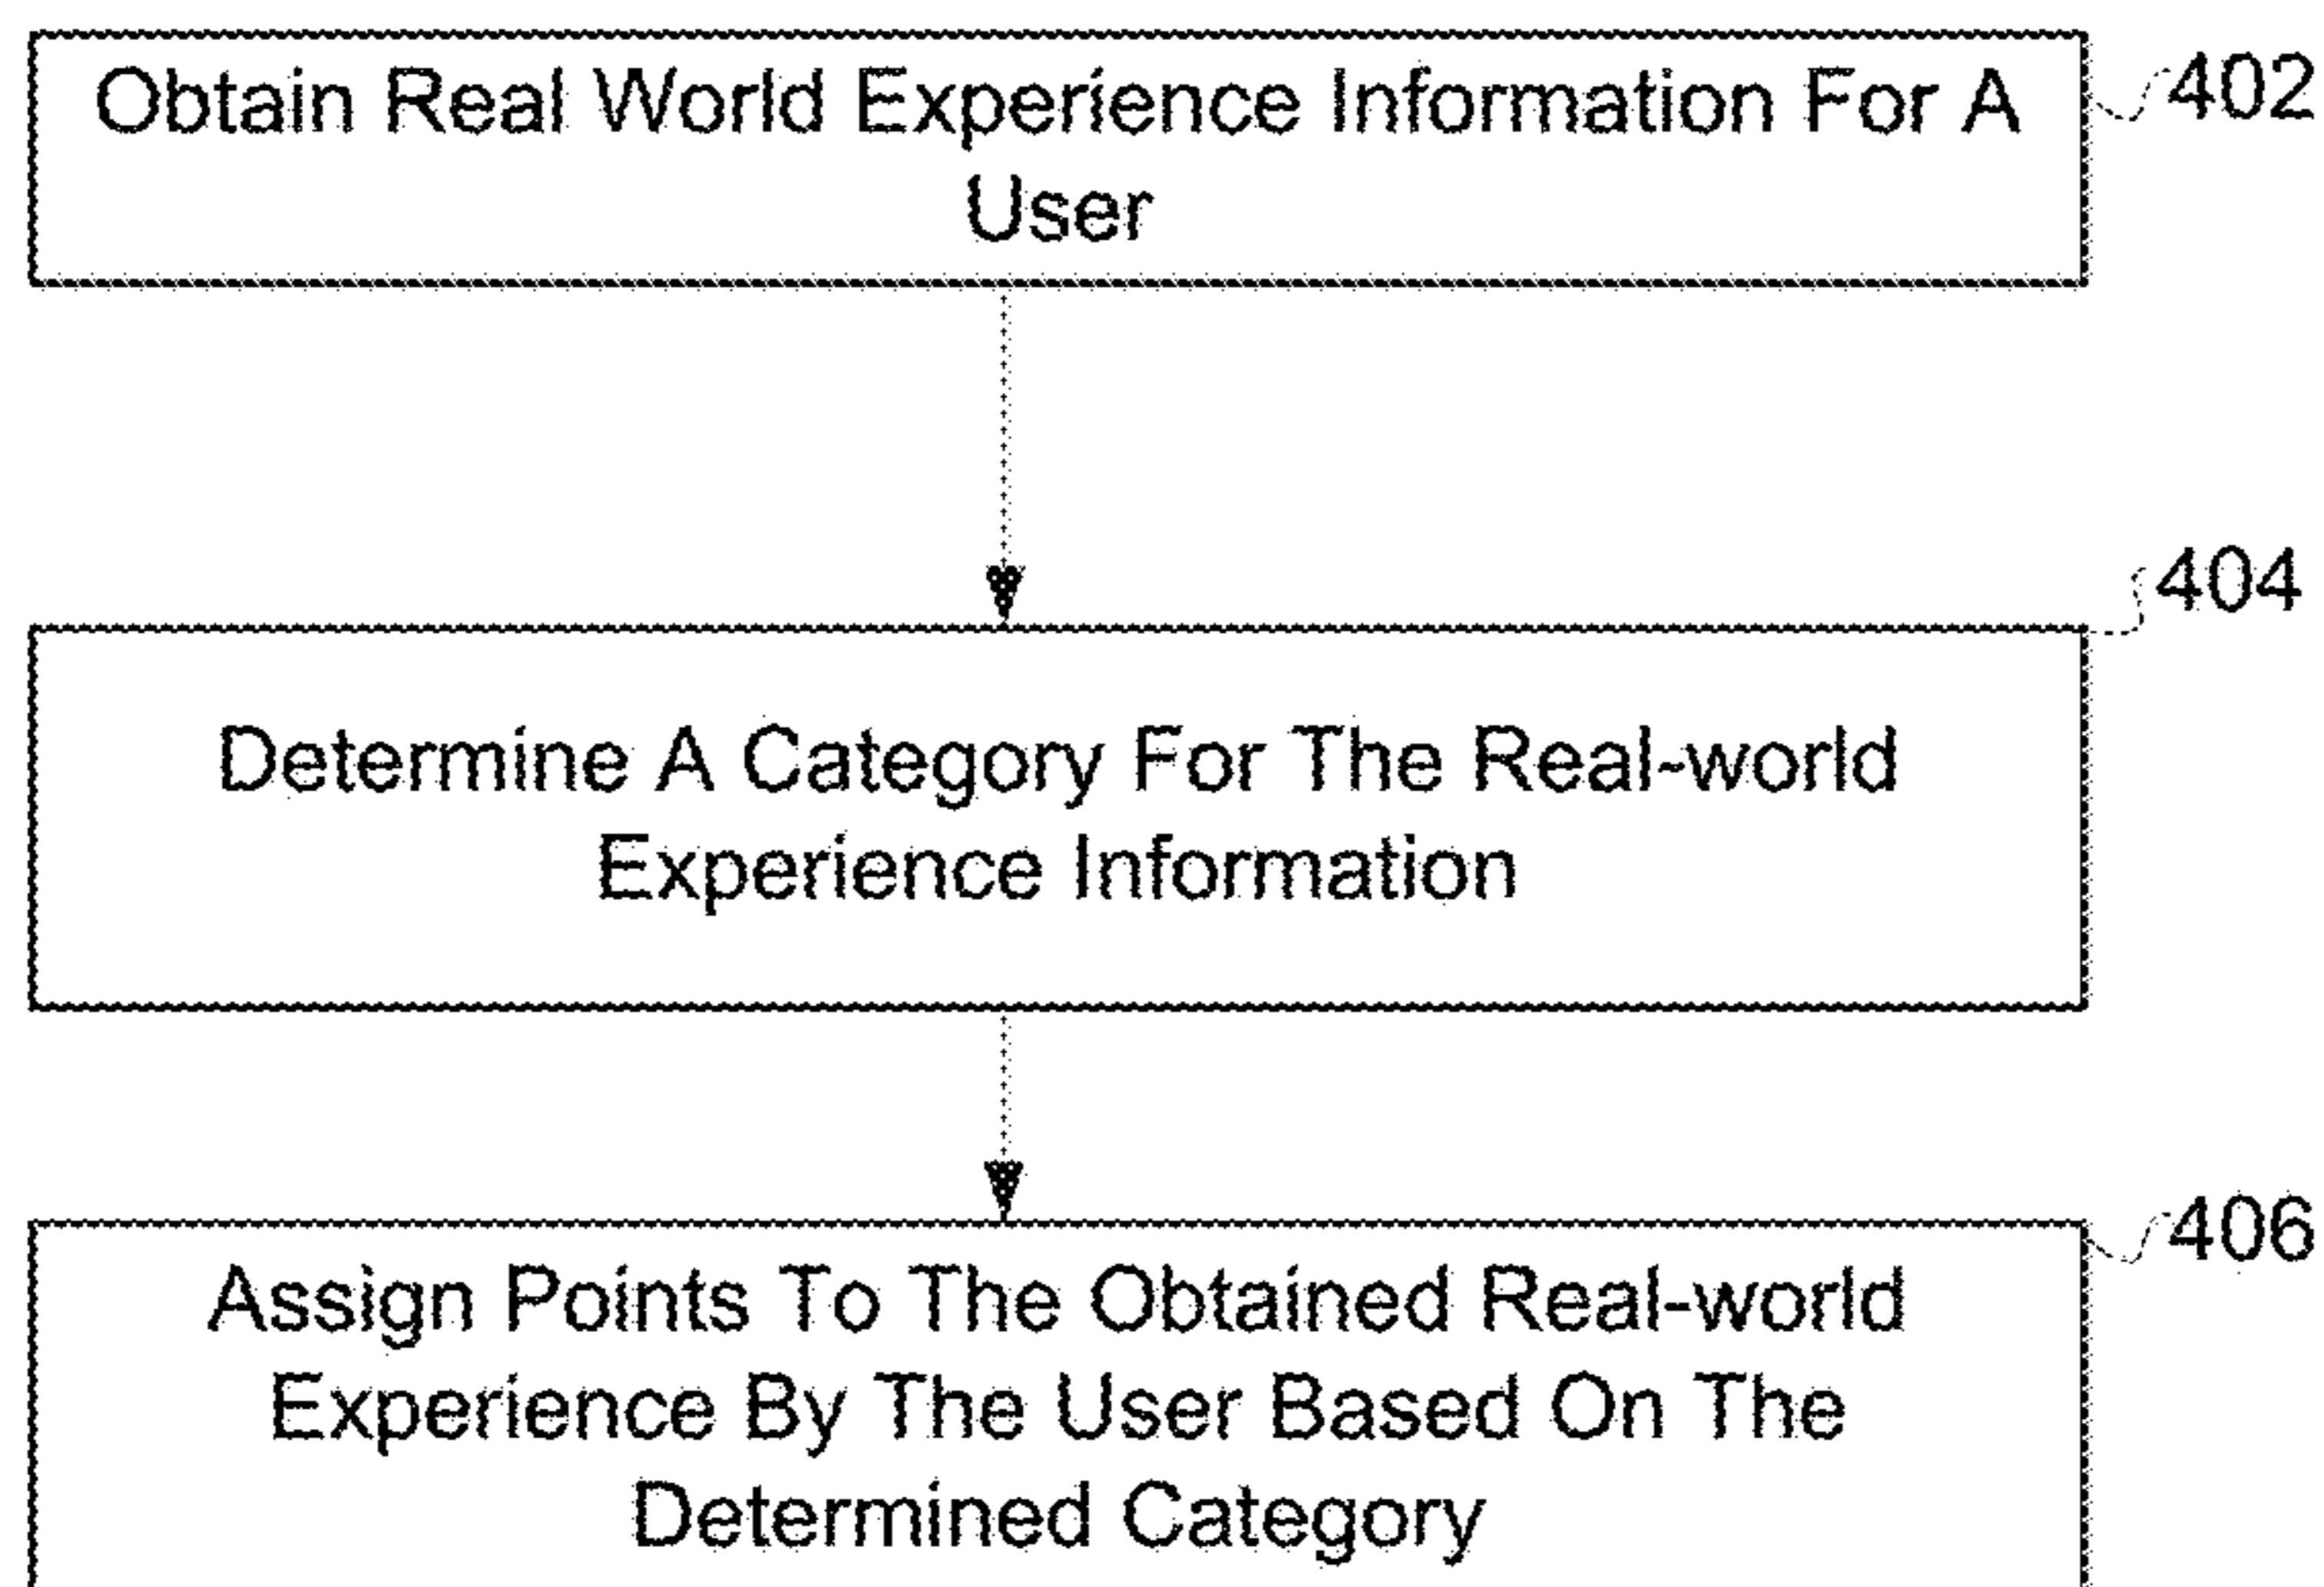 Obtain Real World Experience Information For A
User
402
404
Determine A Category For The Real-world
Experience Information
406
Assign Points To The Obtained Real-world
Experience By The User Based On The
Determined Category